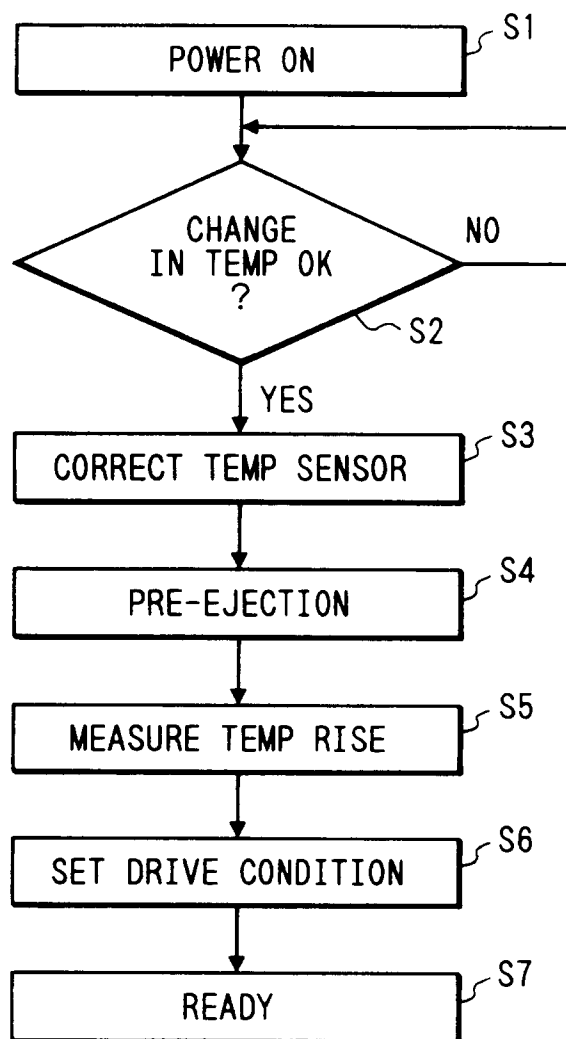 S1
POWER ON
CHANGE
IN TEMP OK
?
NO
S2
YES
S3
CORRECT TEMP SENSOR
S4
PRE-EJECTION
S5
MEASURE TEMP RISE
S6
SET DRIVE CONDITION
S7
READY